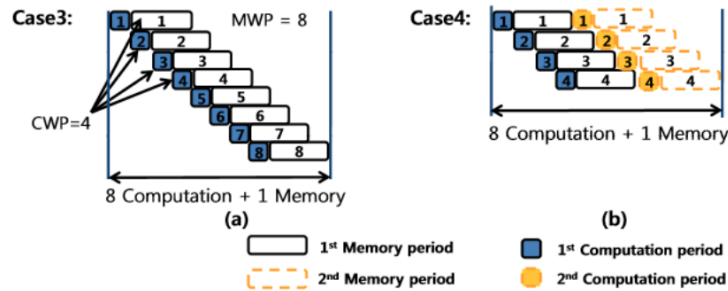 Case3:
MWP = 8
1 1
2 2
3 3
4 4
5 5
6 6
7 7
8 8
CWP=4
8 Computation + 1 Memory
(a)
Case4:
1 1 1 1
2 2 2 2
3 3 3 3
4 4 4 4
8 Computation + 1 Memory
(b)
1st Memory period
2nd Memory period
1st Computation period
2nd Computation period